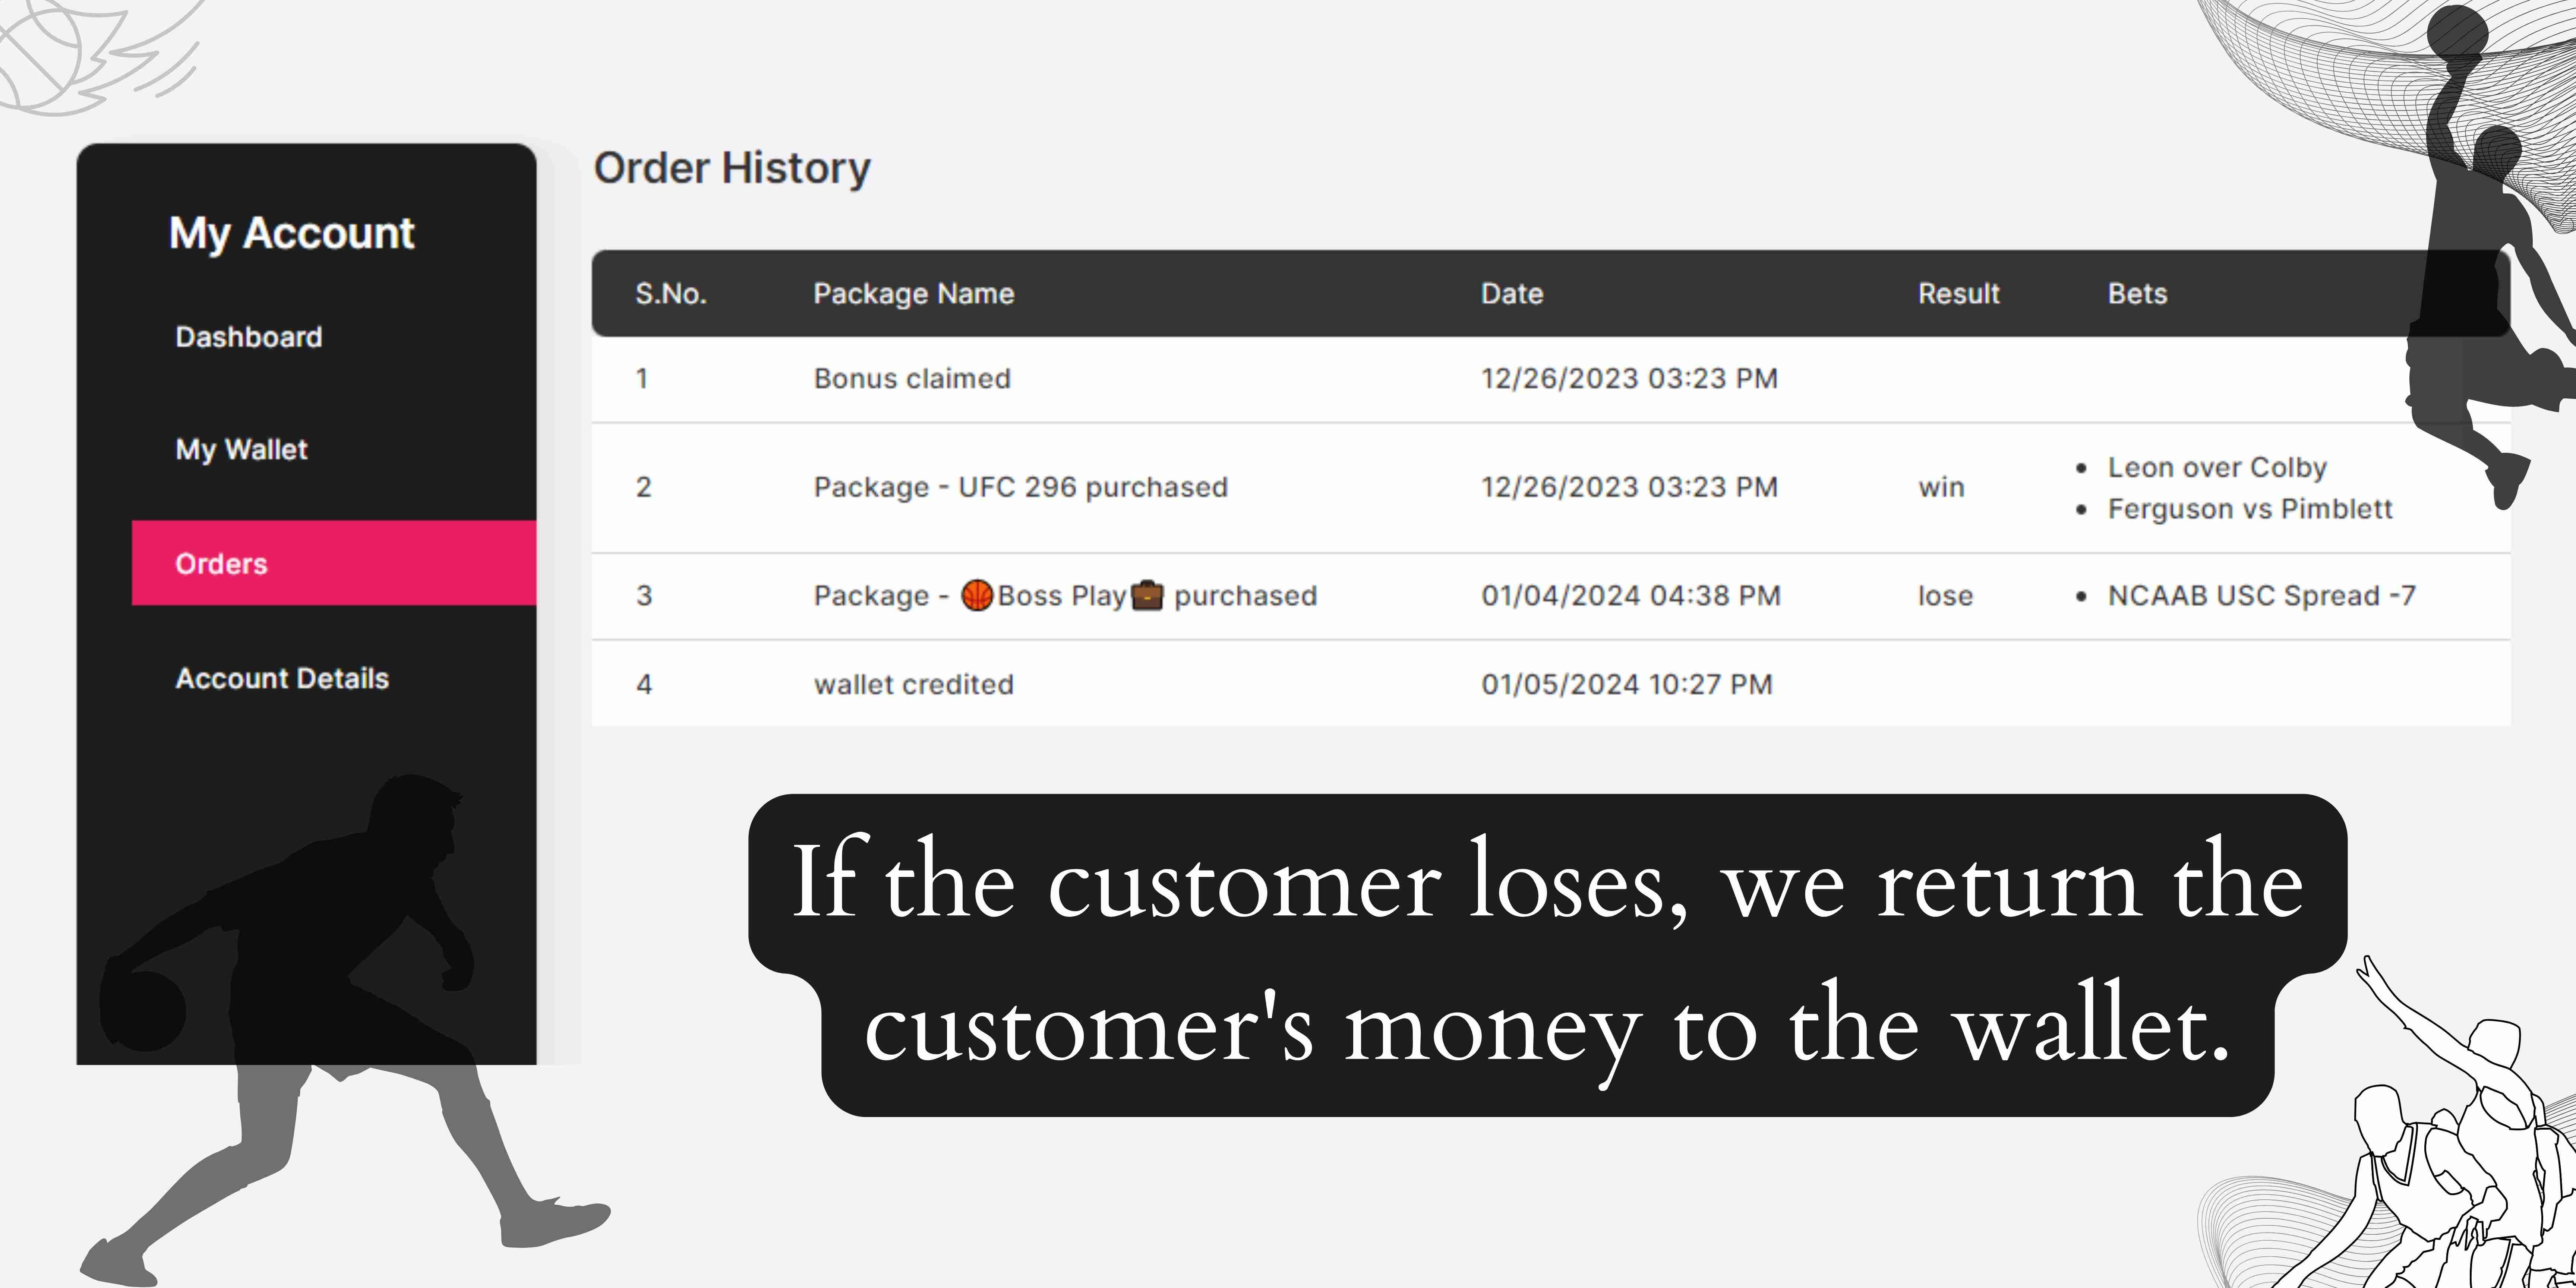 My Account
Dashboard
My Wallet
Orders
Account Details
Order History
S.No. Package Name Date Result Bets
1 Bonus claimed 12/26/2023 03:23 PM
2 Package - UFC 296 purchased 12/26/2023 03:23 PM win
• Leon over Colby
• Ferguson vs Pimblett
3 Package - 🏀Boss Play💼 purchased 01/04/2024 04:38 PM lose • NCAAB USC Spread -7
4 wallet credited 01/05/2024 10:27 PM
If the customer loses, we return the
customer's money to the wallet.